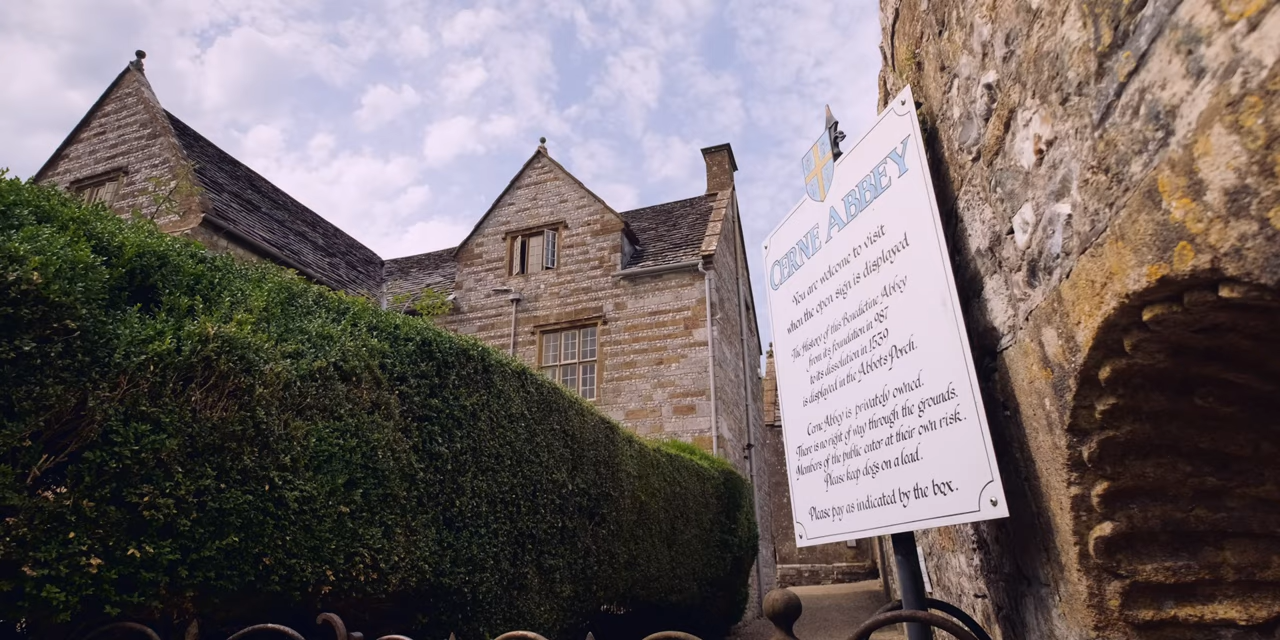 CERNE ABBEY
You are welcome to visit
when the open sign is displayed
The History of this Benedictine Abbey
from its foundation in 987
to its dissolution in 1539
is displayed in the Abbots Porch.
Cerne Abbey is privately owned.
There is no right of way through the grounds.
Members of the public enter at their own risk.
Please keep dogs on a lead.
Please pay as indicated by the box.